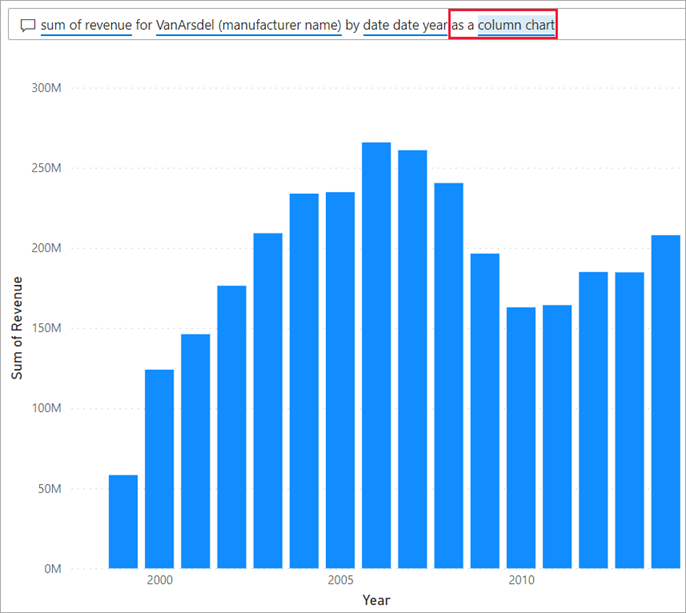 sum of revenue for VanArsdel (manufacturer name) by date date year as a column chart
300M
250M
200M
150M
100M
50M
0M
Sum of Revenue
2000 2005 2010
Year